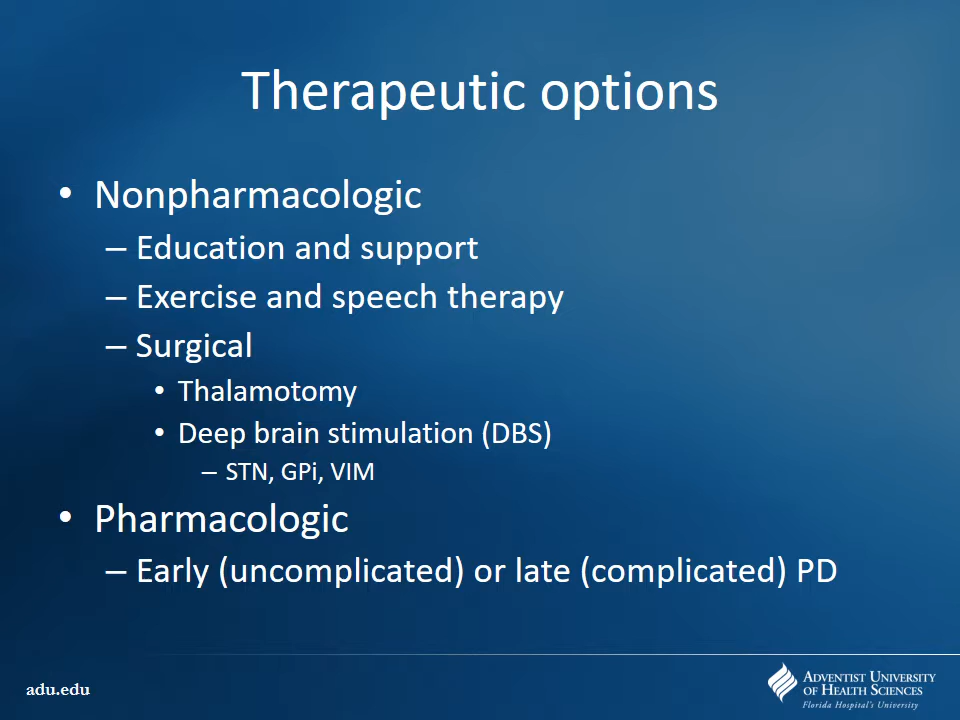 Therapeutic options
• Nonpharmacologic
– Education and support
– Exercise and speech therapy
– Surgical
• Thalamotomy
• Deep brain stimulation (DBS)
– STN, GPi, VIM
• Pharmacologic
– Early (uncomplicated) or late (complicated) PD
adu.edu
ADVENTIST UNIVERSITY
OF HEALTH SCIENCES
Florida Hospital's University